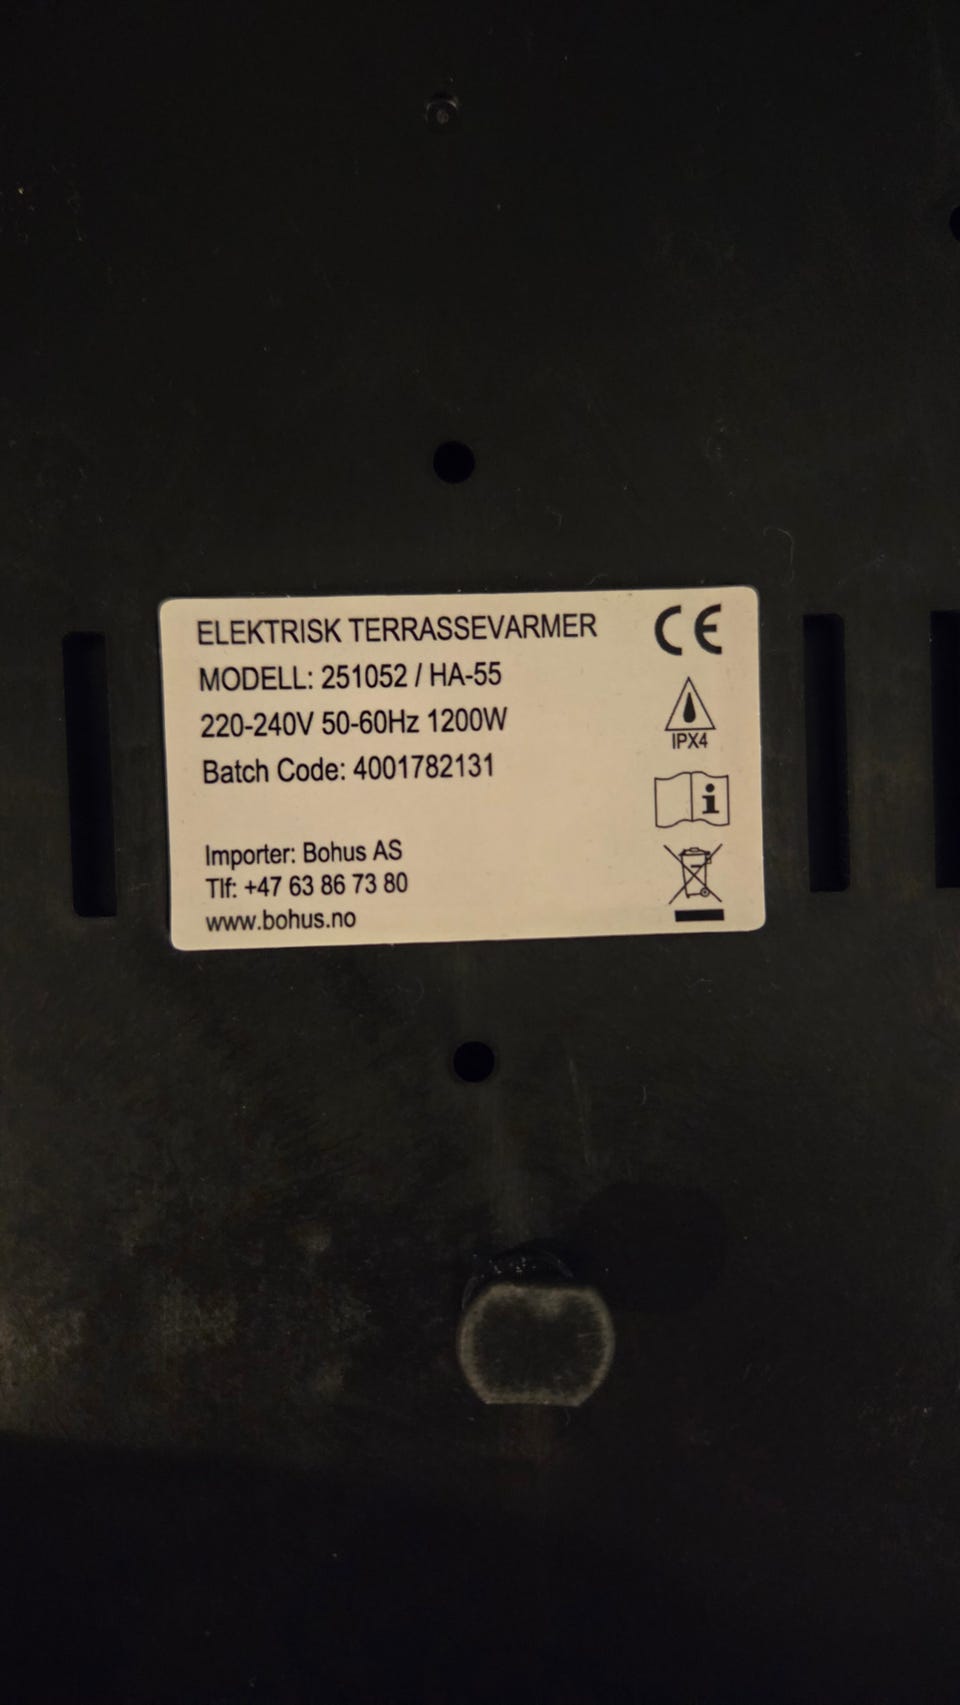 ELEKTRISK TERRASSEVARMER
CE
MODELL: 251052 / HA-55
220-240V 50-60Hz 1200W
IPX4
Batch Code: 4001782131
i
Importer: Bohus AS
Tlf: +47 63 86 73 80
www.bohus.no